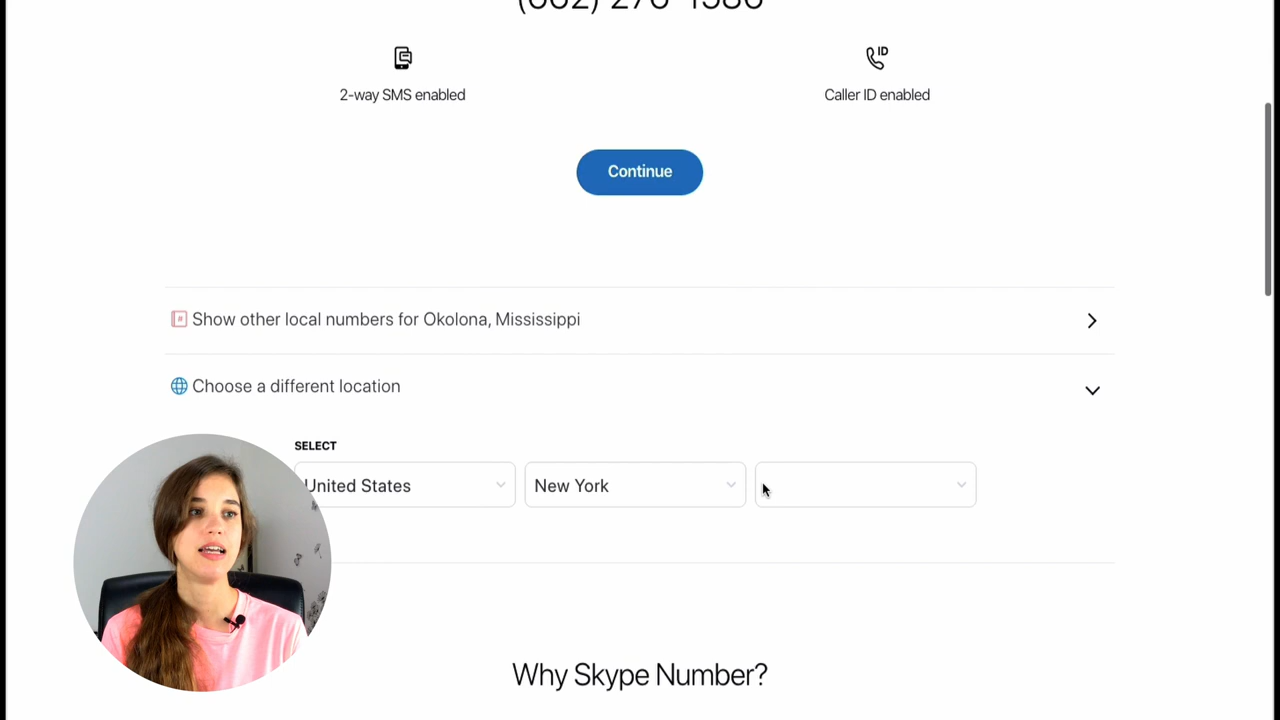 2-way SMS enabled
Caller ID enabled
Continue
Show other local numbers for Okolona, Mississippi
Choose a different location
SELECT
United States
New York
Why Skype Number?